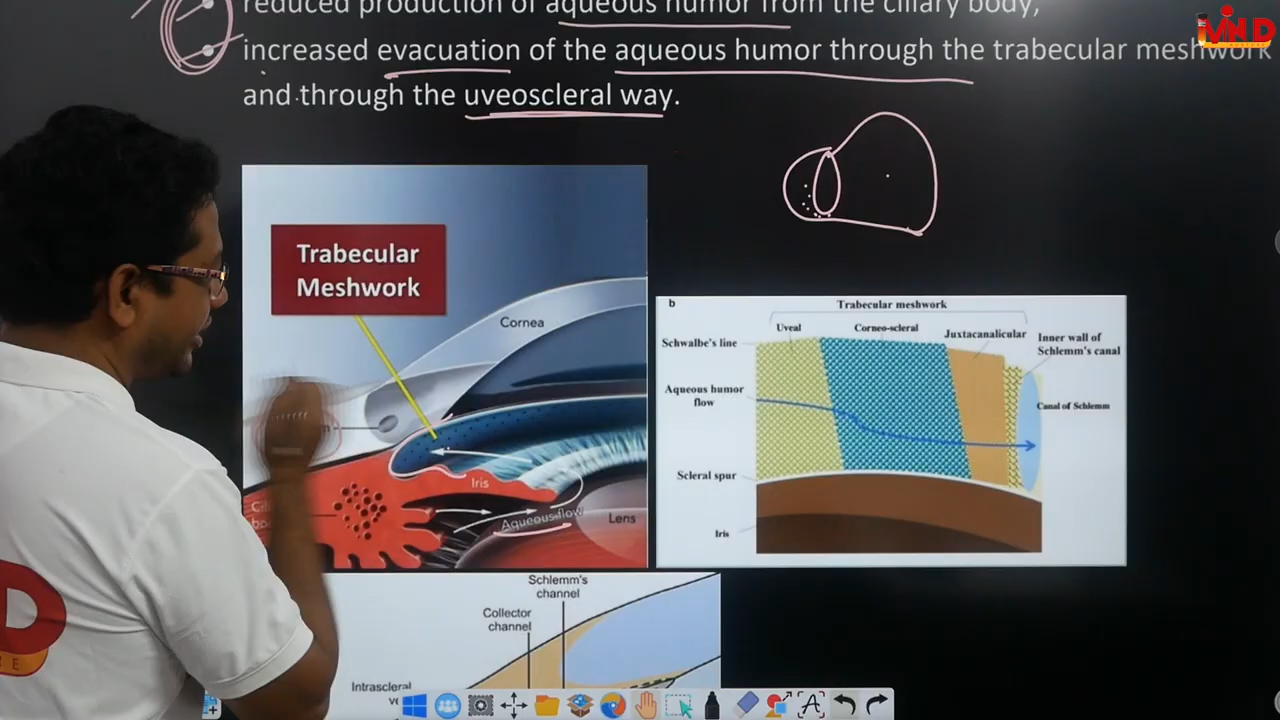 reduced production of aqueous humor from the ciliary body,
increased evacuation of the aqueous humor through the trabecular meshwork
and through the uveoscleral way.
Trabecular
Meshwork
Cornea
Iris
Aqueous flow
Lens
b
Trabecular meshwork
Uveal
Corneo-scleral
Juxtacanalicular
Inner wall of
Schlemm's canal
Schwalbe's line
Aqueous humor
flow
Canal of Schlemm
Scleral spur
Iris
Schlemm's
channel
Collector
channel
Intrascleral
MIND